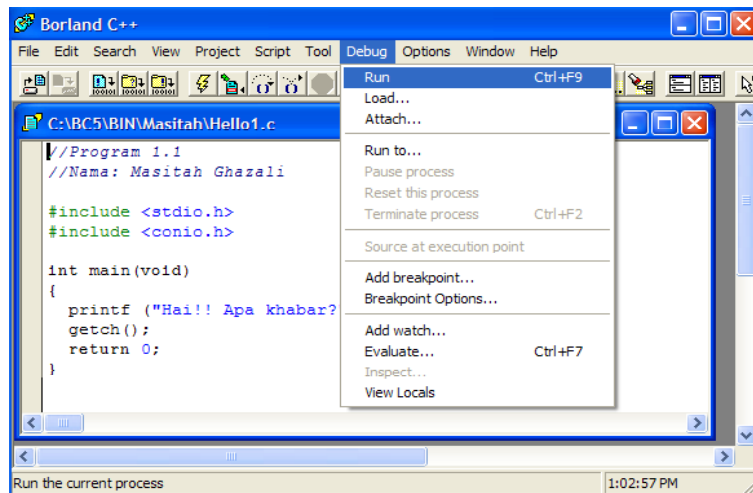 Borland C++
File Edit Search View Project Script Tool Debug Options Window Help
C:\BC5\BIN\Masitah\Hello1.c
//Program 1.1
//Nama: Masitah Ghazali
#include <stdio.h>
#include <conio.h>
int main(void)
{
printf ("Hai!! Apa khabar?
getch();
return 0;
}
Run Ctrl+F9
Load...
Attach...
Run to...
Pause process
Reset this process
Terminate process Ctrl+F2
Source at execution point
Add breakpoint...
Breakpoint Options...
Add watch...
Evaluate... Ctrl+F7
Inspect...
View Locals
Run the current process 1:02:57 PM